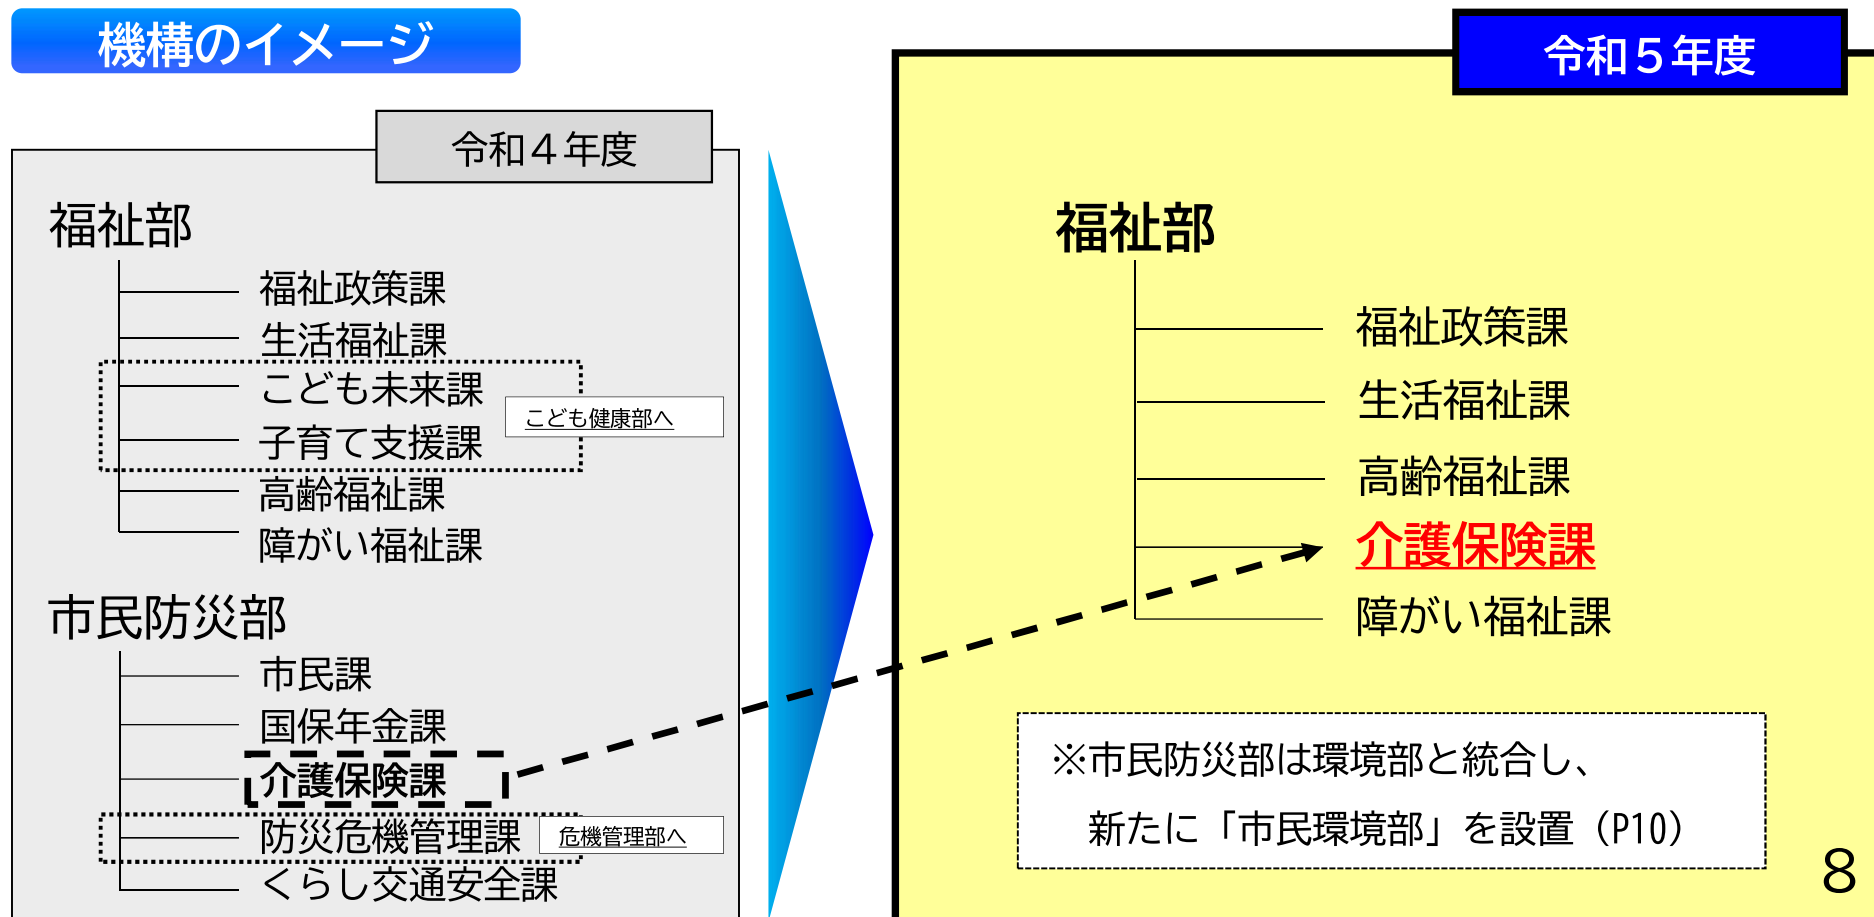 機構のイメージ
令和４年度
福祉部
福祉政策課
生活福祉課
こども未来課
子育て支援課
こども健康部へ
高齢福祉課
障がい福祉課
市民防災部
市民課
国保年金課
介護保険課
防災危機管理課
危機管理部へ
くらし交通安全課
令和５年度
福祉部
福祉政策課
生活福祉課
高齢福祉課
介護保険課
障がい福祉課
※市民防災部は環境部と統合し、
新たに「市民環境部」を設置（P10）
8